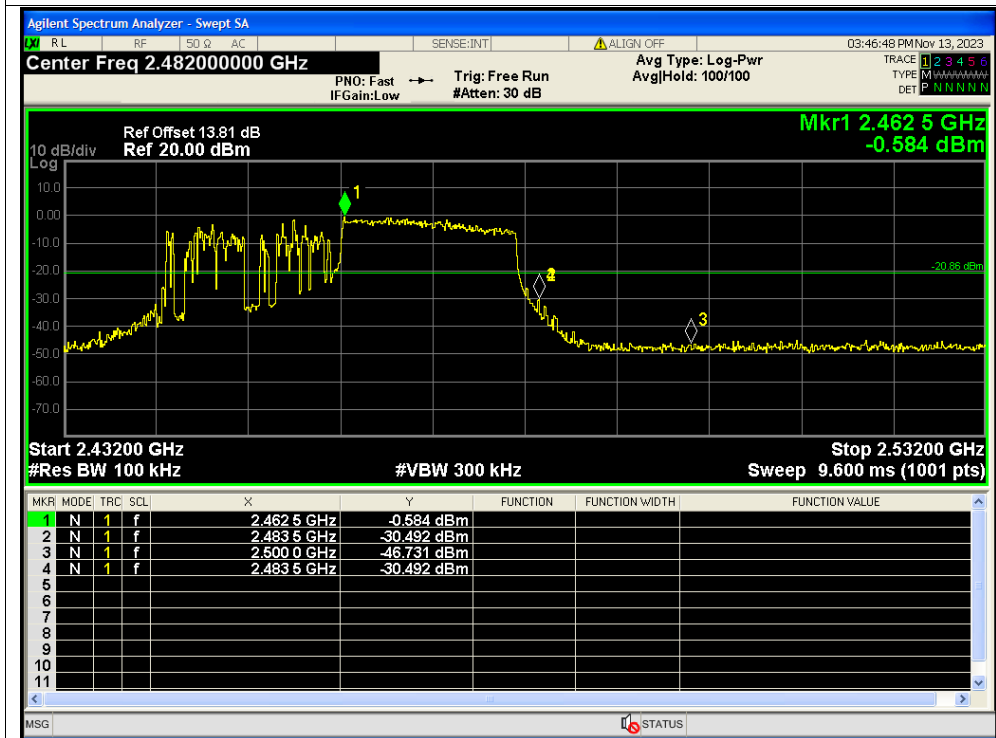 Agilent Spectrum Analyzer - Swept SA
LXI RL RF 50 Ω AC SENSE:INT ALIGN OFF 03:46:48 PM Nov 13, 2023
Center Freq 2.482000000 GHz Avg Type: Log-Pwr TRACE 1 2 3 4 5 6
PNO: Fast Trig: Free Run Avg|Hold: 100/100 TYPE M WWWWW
IFGain:Low #Atten: 30 dB DET P N N N N N
Mkr1 2.462 5 GHz
-0.584 dBm
Ref Offset 13.81 dB
10 dB/div Ref 20.00 dBm
Log
10.0
0.00
-10.0
-20.0
-30.0
-40.0
-50.0
-60.0
-70.0
1
2
3
-20.86 dBm
Start 2.43200 GHz Stop 2.53200 GHz
#Res BW 100 kHz #VBW 300 kHz Sweep 9.600 ms (1001 pts)
MKR MODE TRC SCL X Y FUNCTION FUNCTION WIDTH FUNCTION VALUE
1 N 1 f 2.462 5 GHz -0.584 dBm
2 N 1 f 2.483 5 GHz -30.492 dBm
3 N 1 f 2.500 0 GHz -46.731 dBm
4 N 1 f 2.483 5 GHz -30.492 dBm
5
6
7
8
9
10
11
MSG STATUS